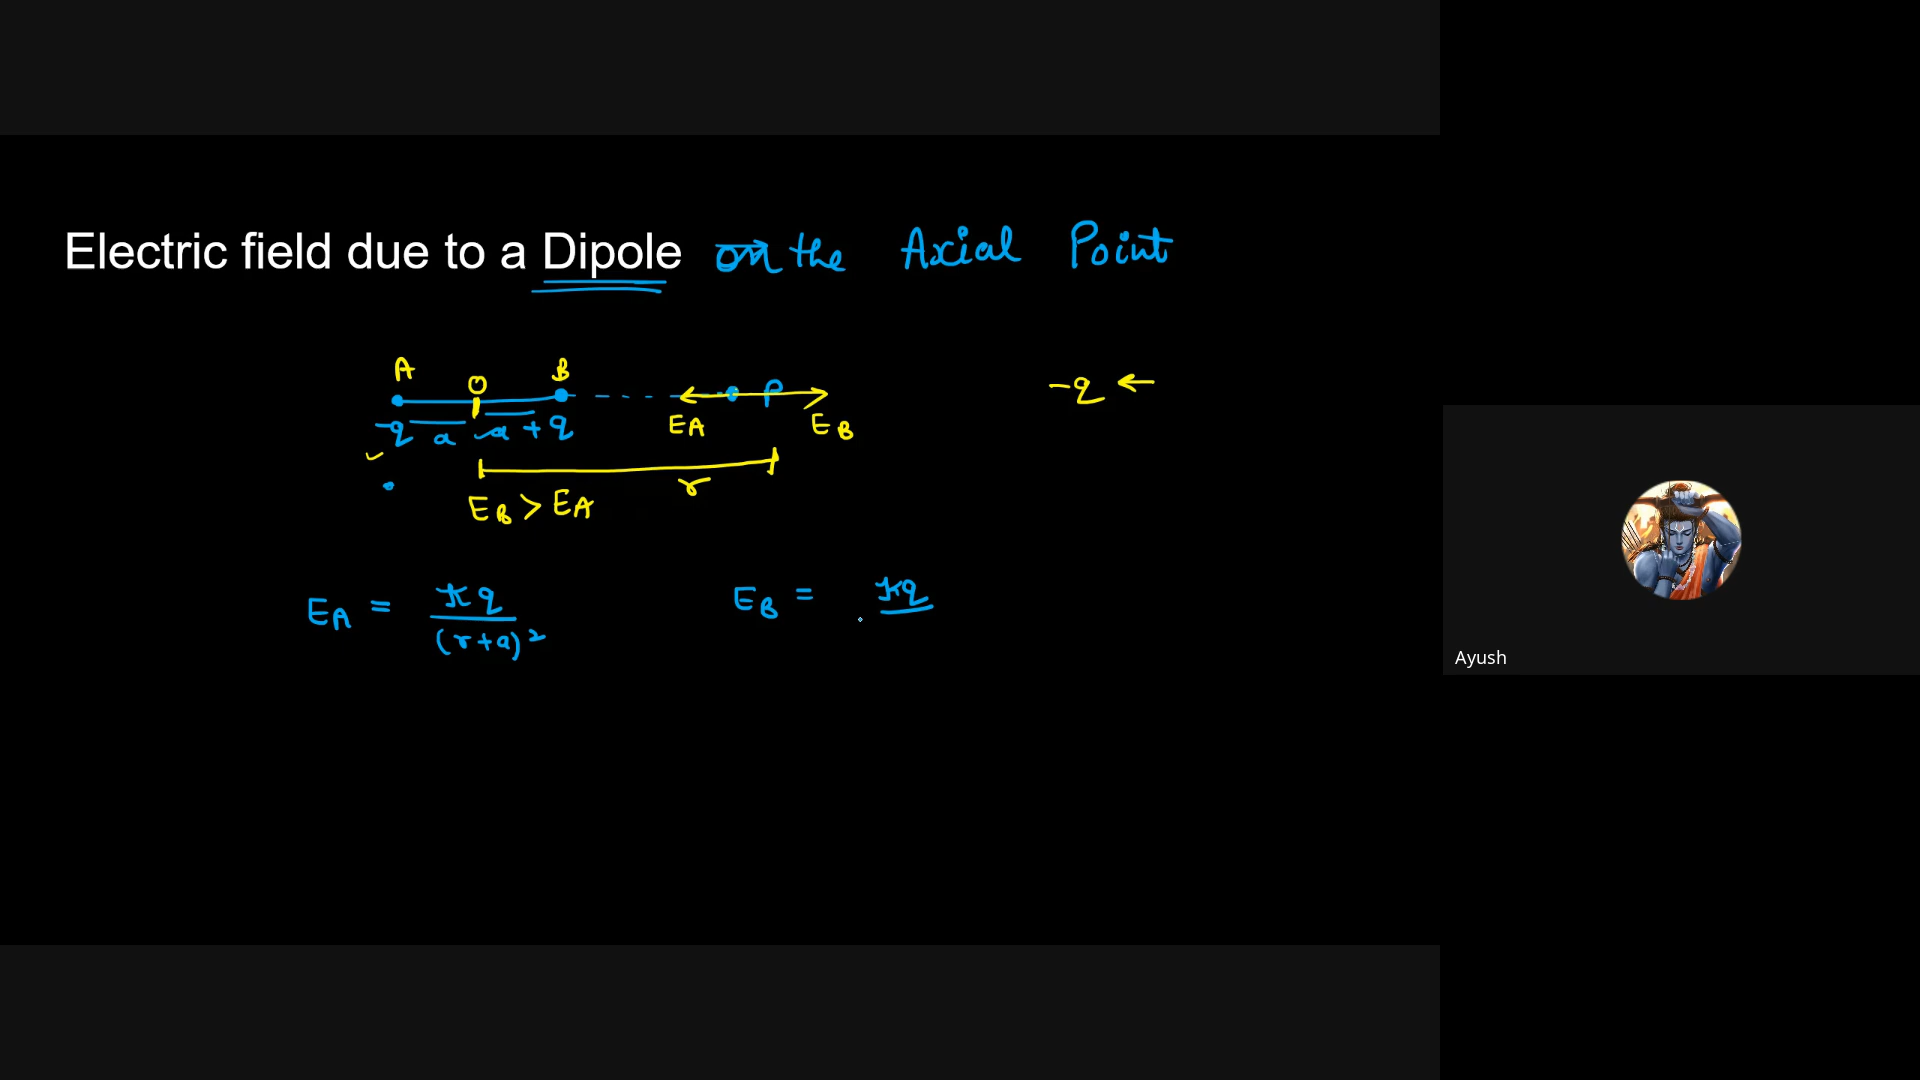 Electric field due to a Dipole on the Axial Point
A O B P
-q a a +q EA EB -q ←
r
EB > EA
EA = kq / (r+a)²
EB = kq
Ayush